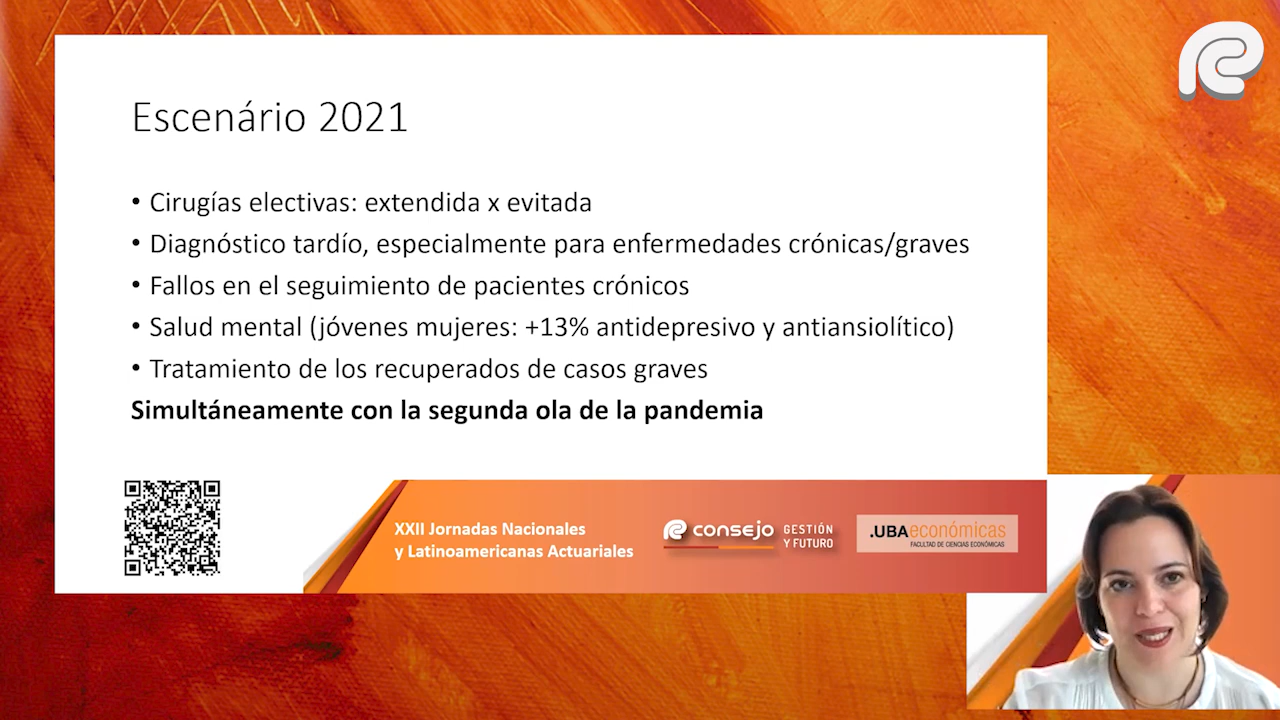 Escenário 2021
• Cirugías electivas: extendida x evitada
• Diagnóstico tardío, especialmente para enfermedades crónicas/graves
• Fallos en el seguimiento de pacientes crónicos
• Salud mental (jóvenes mujeres: +13% antidepresivo y antiansiolítico)
• Tratamiento de los recuperados de casos graves
Simultáneamente con la segunda ola de la pandemia
XXII Jornadas Nacionales
y Latinoamericanas Actuariales
consejo
GESTIÓN
Y FUTURO
.UBAeconómicas
FACULTAD DE CIENCIAS ECONÓMICAS